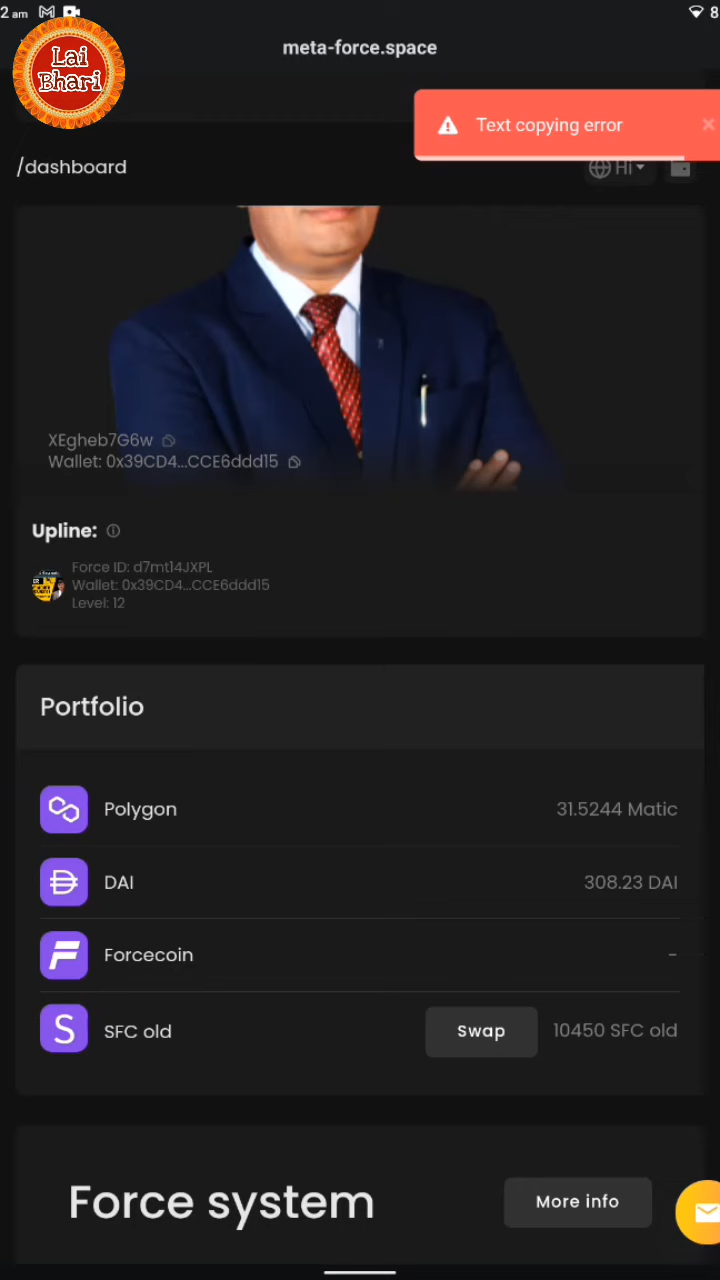 2 am
8
meta-force.space
Lai
Bhari
Text copying error
/dashboard
Hi
XEgheb7G6w
Wallet: 0x39CD4...CCE6ddd15
Upline:
Force ID: d7mt14JXPL
Wallet: 0x39CD4...CCE6ddd15
Level: 12
Portfolio
Polygon 31.5244 Matic
DAI 308.23 DAI
Forcecoin -
SFC old Swap 10450 SFC old
Force system More info